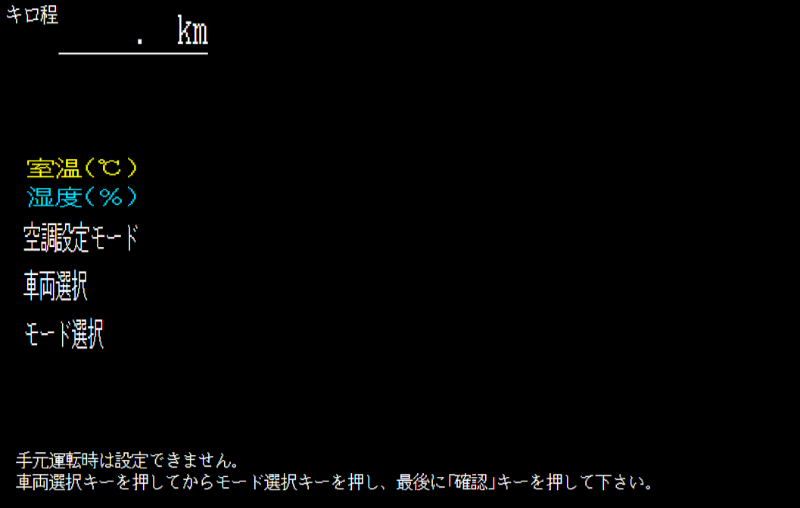 キロ程
. km
室温(℃)
湿度(%)
空調設定モード
車両選択
モード選択
手元運転時は設定できません。
車両選択キーを押してからモード選択キーを押し、最後に「確認」キーを押して下さい。